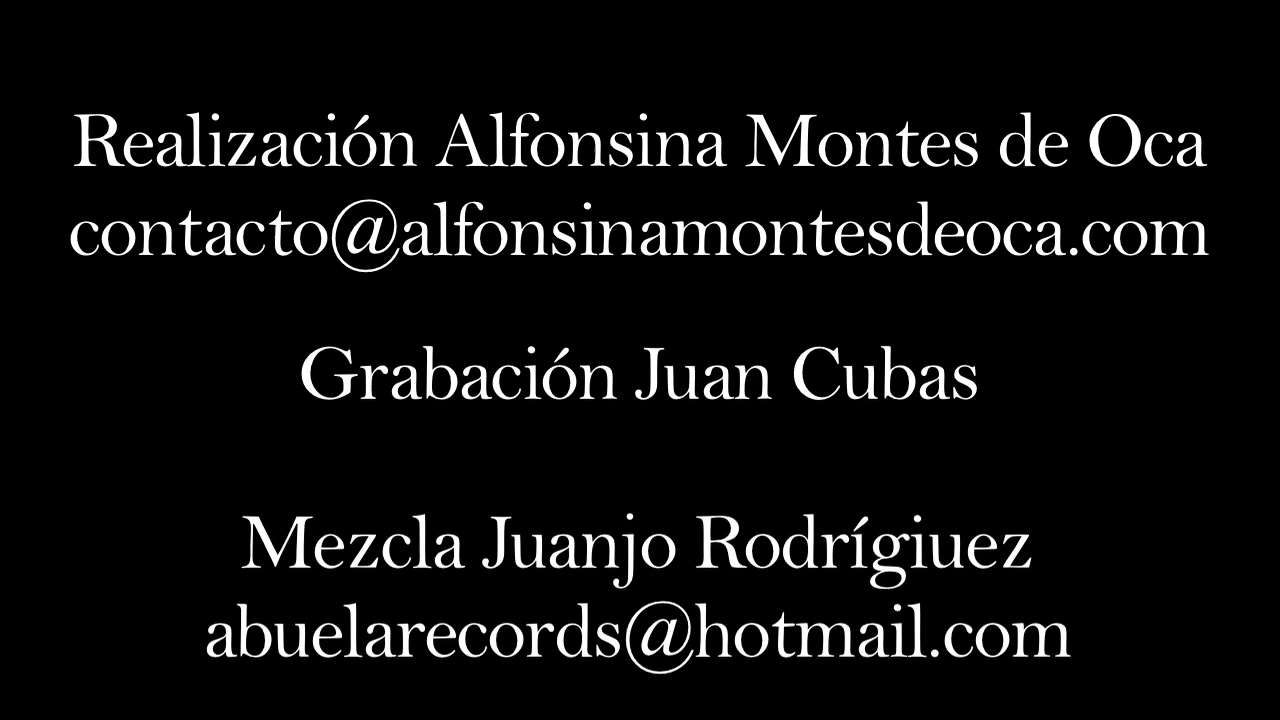 Realización Alfonsina Montes de Oca
contacto@alfonsinamontesdeoca.com
Grabación Juan Cubas
Mezcla Juanjo Rodrígiuez
abuelarecords@hotmail.com